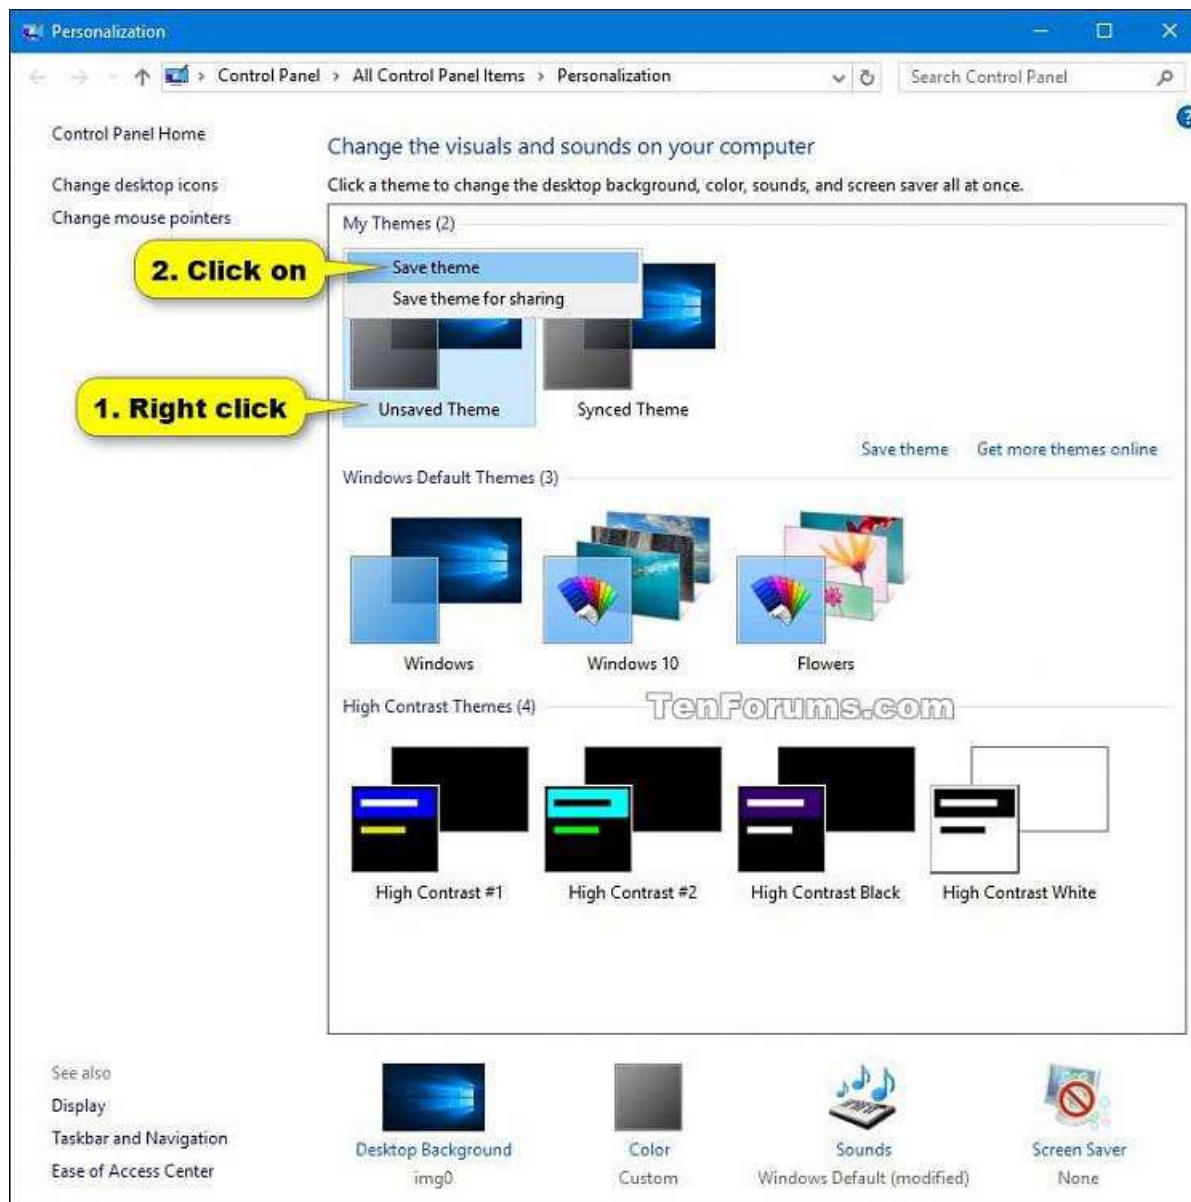 Personalization
Control Panel > All Control Panel Items > Personalization
Search Control Panel
Control Panel Home
Change desktop icons
Change mouse pointers
Change the visuals and sounds on your computer
Click a theme to change the desktop background, color, sounds, and screen saver all at once.
My Themes (2)
2. Click on
Save theme
Save theme for sharing
1. Right click
Unsaved Theme
Synced Theme
Save theme
Get more themes online
Windows Default Themes (3)
Windows
Windows 10
Flowers
High Contrast Themes (4)
TenForums.com
High Contrast #1
High Contrast #2
High Contrast Black
High Contrast White
See also
Display
Taskbar and Navigation
Ease of Access Center
Desktop Background
img0
Color
Custom
Sounds
Windows Default (modified)
Screen Saver
None